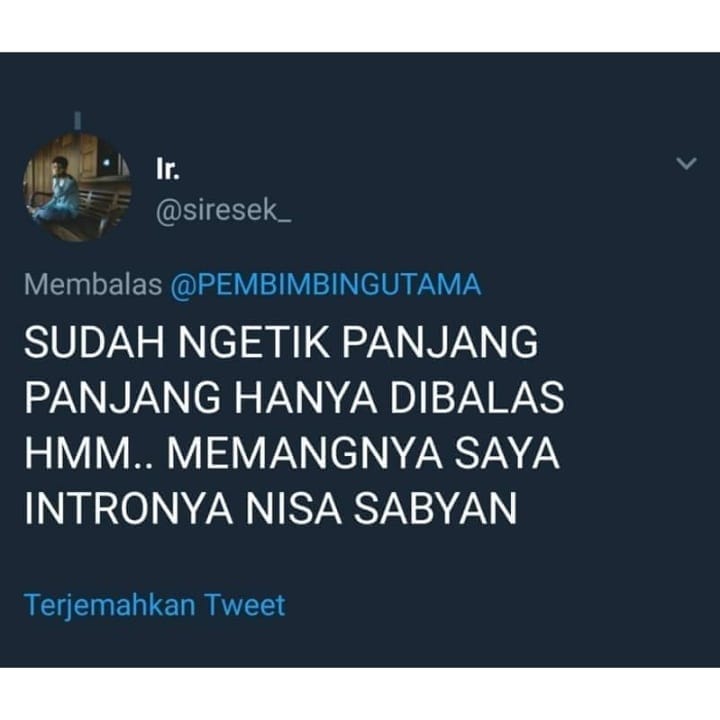 Ir.
@siresek_
Membalas @PEMBIMBINGUTAMA
SUDAH NGETIK PANJANG
PANJANG HANYA DIBALAS
HMM.. MEMANGNYA SAYA
INTRONYA NISA SABYAN
Terjemahkan Tweet